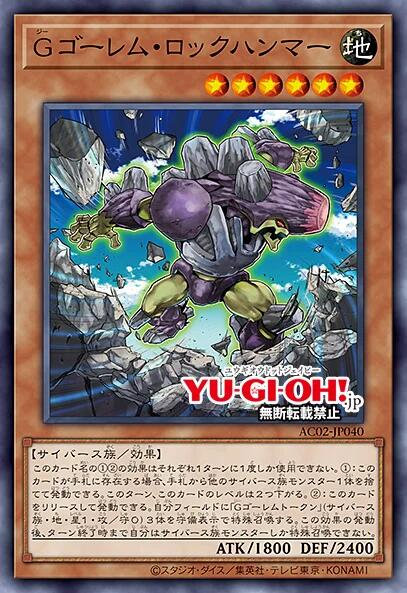 ジー
Gゴーレム・ロックハンマー
ち
地
ユウギオウドットジェイピー
YU-GI-OH!.jp
無断転載禁止
AC02-JP040
【サイバース族／効果】
このカード名の①②の効果はそれぞれ1ターンに1度しか使用できない。①：この
カードが手札に存在する場合、手札から他のサイバース族モンスター1体を捨
てて発動できる。このターン、このカードのレベルは2つ下がる。②：このカード
をリリースして発動できる。自分フィールドに「Gゴーレムトークン」（サイバース
族・地・星1・攻／守0）3体を守備表示で特殊召喚する。この効果の発動
後、ターン終了時まで自分はサイバース族モンスターしか特殊召喚できない。
ATK/1800 DEF/2400
©スタジオ・ダイス／集英社・テレビ東京・KONAMI